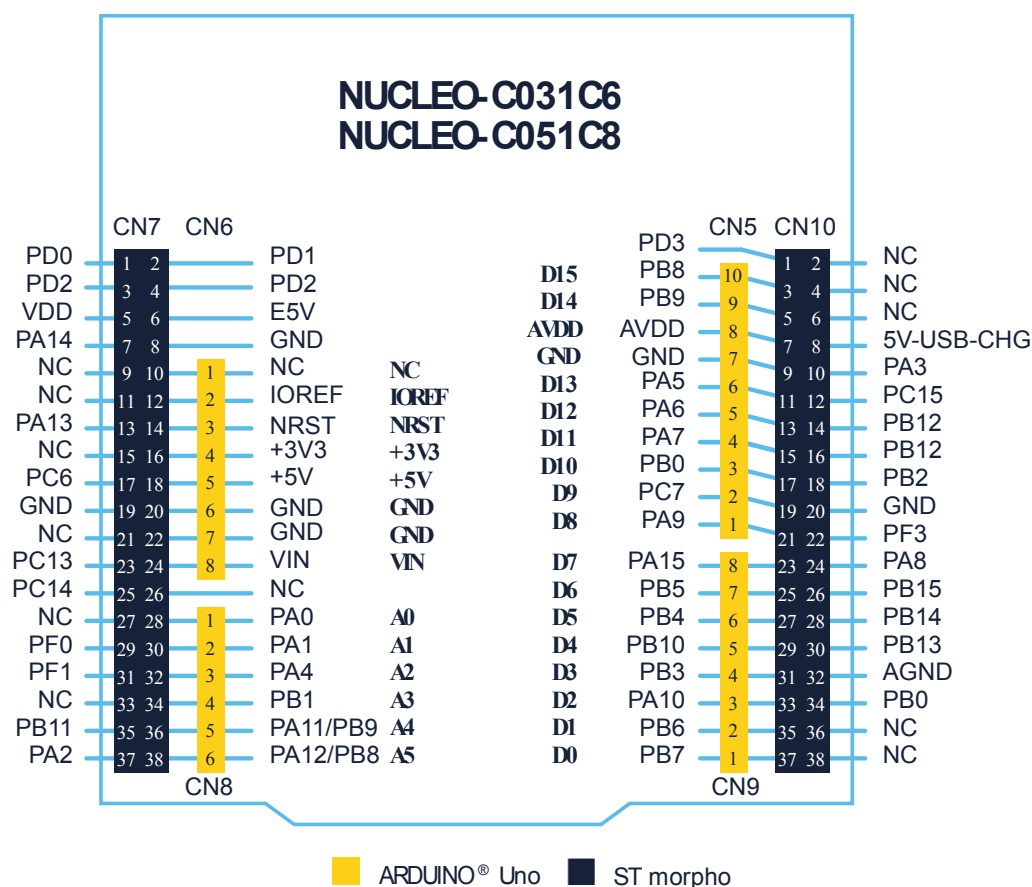 NUCLEO-C031C6
NUCLEO-C051C8
CN7 CN6 CN5 CN10
PD3
PD0 1 2 PD1 1 2 NC
D15 PB8 10
PD2 3 4 PD2 3 4 NC
D14 PB9 9
VDD 5 6 E5V 5 6 NC
AVDD AVDD 8
PA14 7 8 GND 7 8 5V-USB-CHG
GND GND 7
NC 9 10 1 NC NC 9 10 PA3
D13 PA5 6
NC 11 12 2 IOREF IOREF 11 12 PC15
D12 PA6 5
PA13 13 14 3 NRST NRST 13 14 PB12
D11 PA7 4
NC 15 16 4 +3V3 +3V3 15 16 PB12
D10 PB0 3
PC6 17 18 5 +5V +5V 17 18 PB2
D9 PC7 2
GND 19 20 6 GND GND 19 20 GND
D8 PA9 1
NC 21 22 7 GND GND 21 22 PF3
PC13 23 24 8 VIN VIN D7 PA15 8 23 24 PA8
PC14 25 26 NC D6 PB5 7 25 26 PB15
NC 27 28 1 PA0 A0 D5 PB4 6 27 28 PB14
PF0 29 30 2 PA1 A1 D4 PB10 5 29 30 PB13
PF1 31 32 3 PA4 A2 D3 PB3 4 31 32 AGND
NC 33 34 4 PB1 A3 D2 PA10 3 33 34 PB0
PB11 35 36 5 PA11/PB9 A4 D1 PB6 2 35 36 NC
PA2 37 38 6 PA12/PB8 A5 D0 PB7 1 37 38 NC
CN8 CN9
ARDUINO® Uno ST morpho